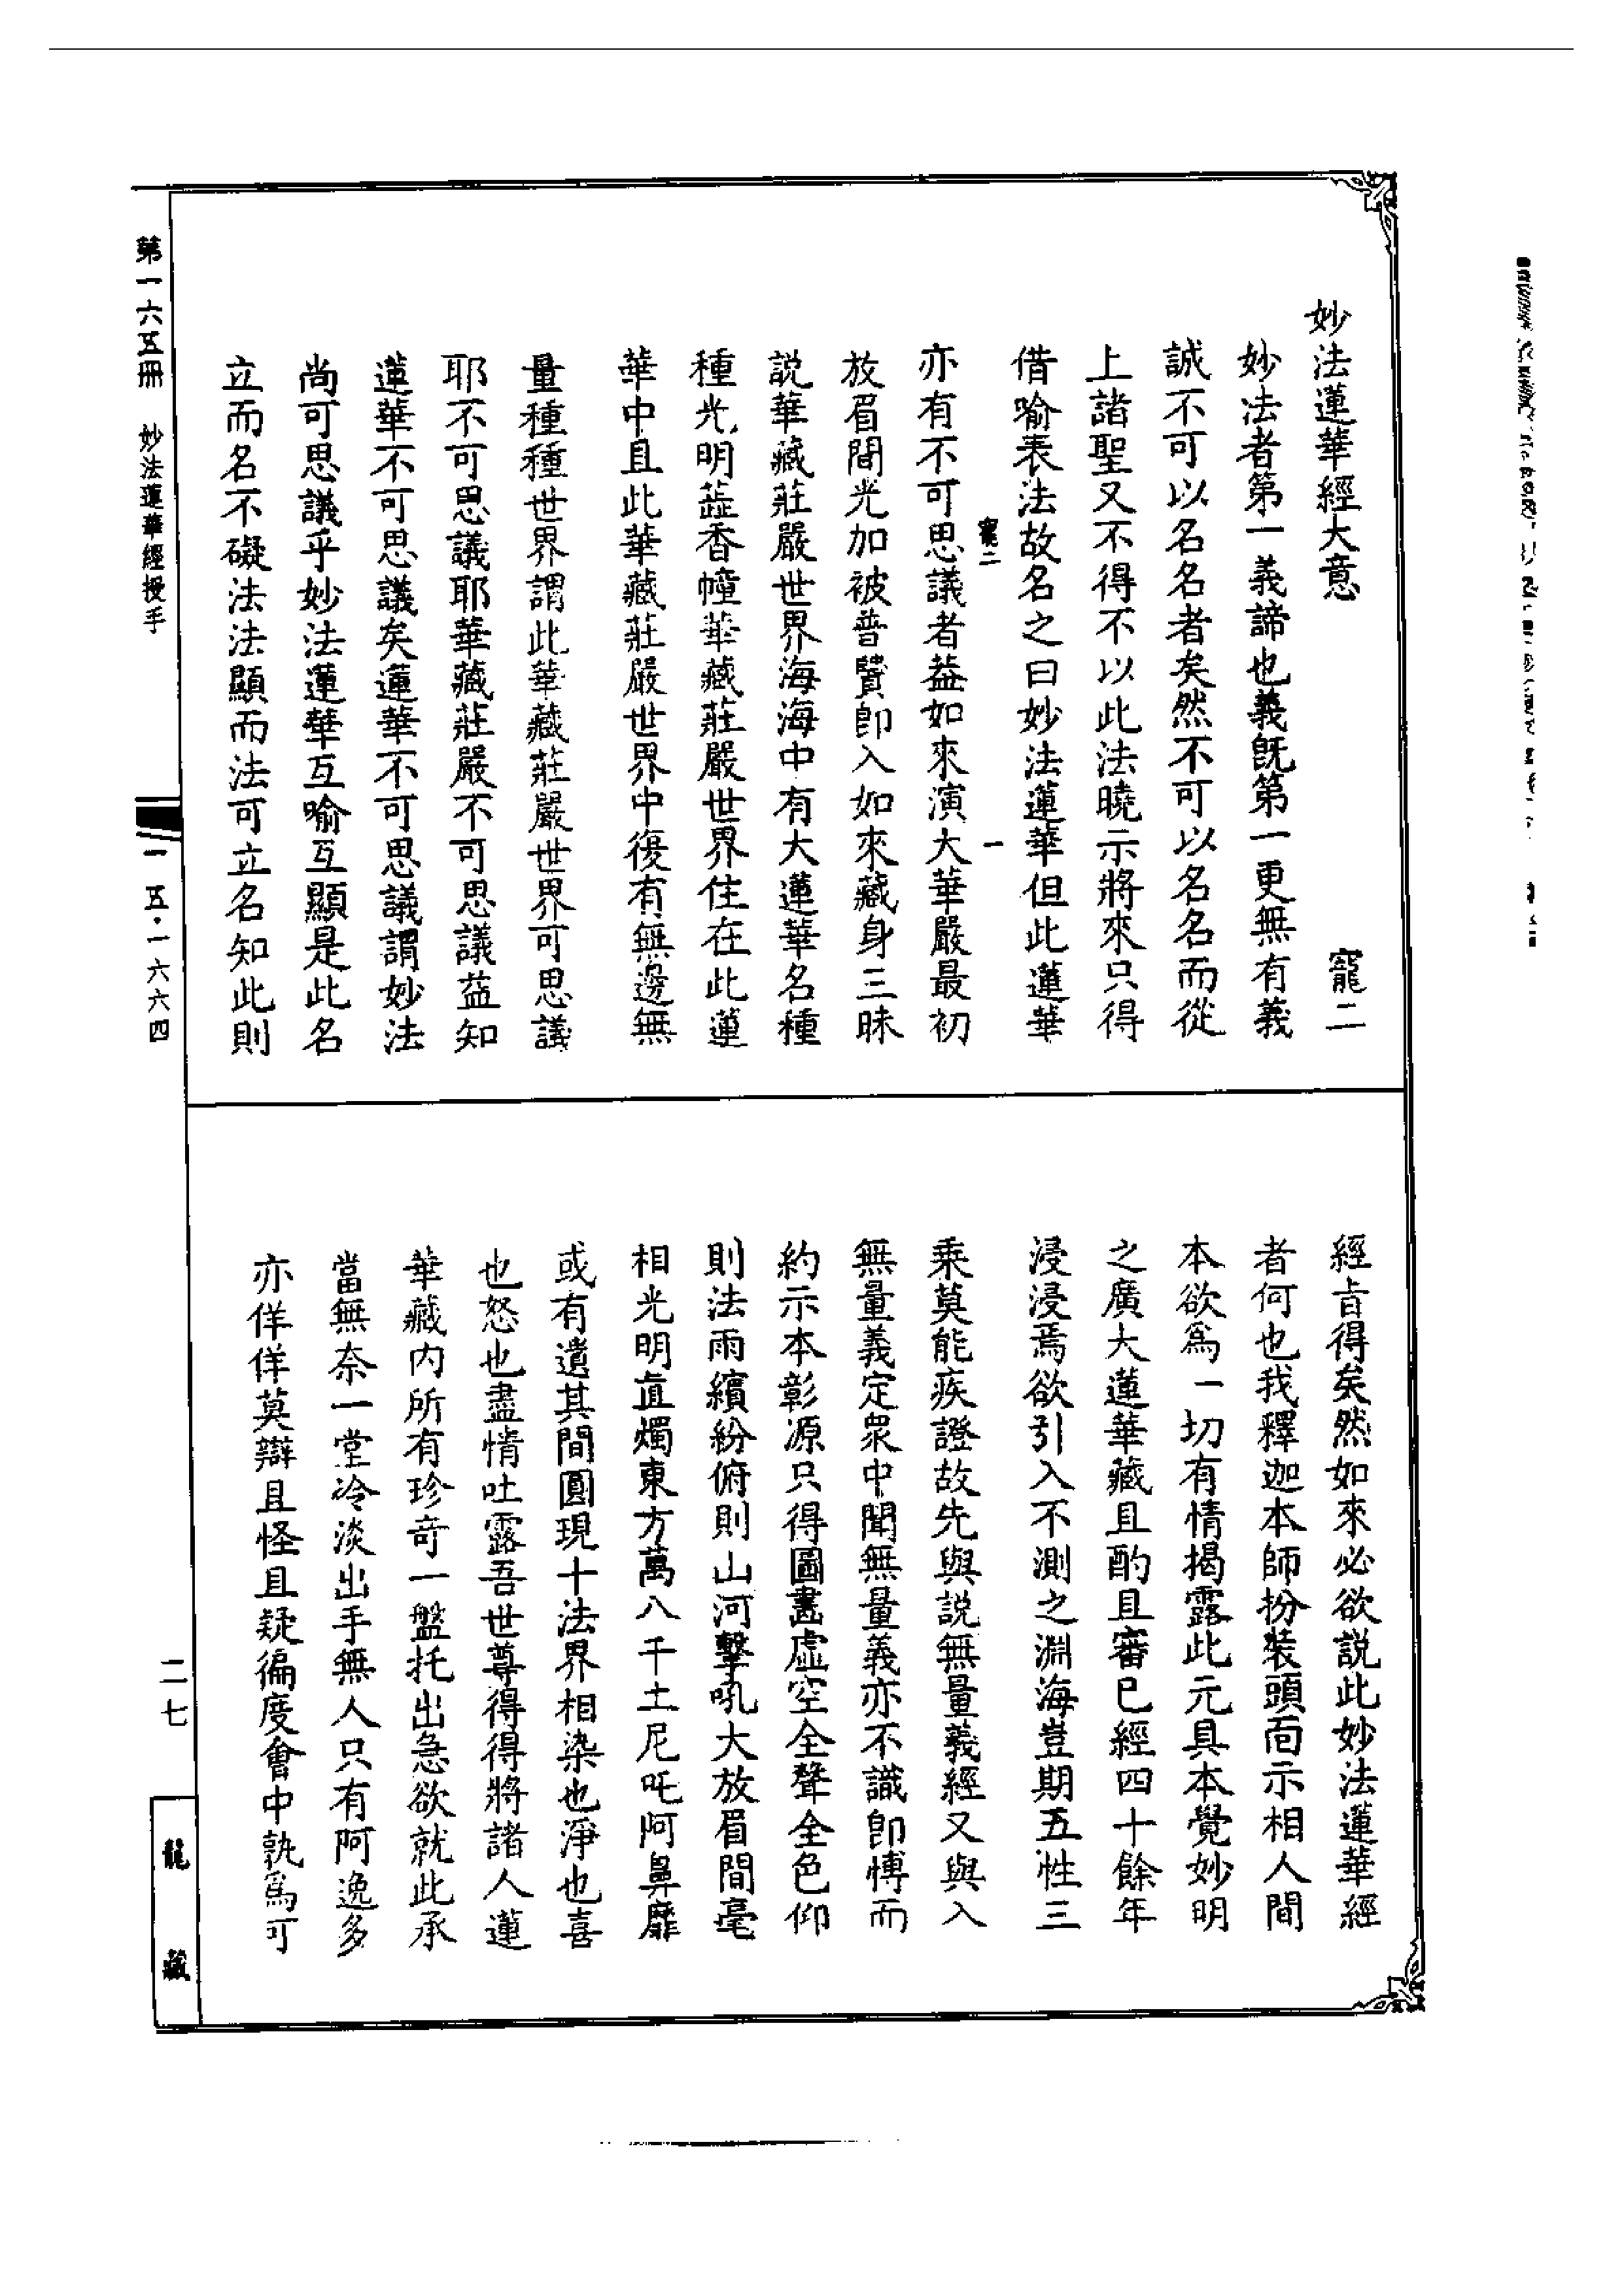 妙法蓮華經大意　寵二
妙法者第一義諦也義旣第一更無有義
誠不可以名名者矣然不可以名名而從
上諸聖又不得不以此法曉示將來只得
借喻表法故名之曰妙法蓮華但此蓮華
寵二　一
亦有不可思議者葢如來演大華嚴最初
放眉間光加被普賢卽入如來藏身三昧
說華藏莊嚴世界海海中有大蓮華名種
種光明蘂香幢華藏莊嚴世界住在此蓮
華中且此華藏莊嚴世界中復有無邊無
量種種世界謂此華藏莊嚴世界可思議
耶不可思議耶華藏莊嚴不可思議葢知
蓮華不可思議矣蓮華不可思議謂妙法
尚可思議乎妙法蓮華互喻互顯是此名
立而名不礙法法顯而法可立名知此則
經旨得矣然如來必欲說此妙法蓮華經
者何也我釋迦本師扮裝頭面示相人間
本欲爲一切有情揭露此元具本覺妙明
之廣大蓮華藏且酌且審已經四十餘年
浸浸焉欲引入不測之淵海豈期五性三
乘莫能疾證故先與說無量義經又與入
無量義定衆中聞無量義亦不識卽愽而
約示本彰源只得圖畵虛空全聲全色仰
則法雨繽紛俯則山河擊吼大放眉間毫
相光明直燭東方萬八千土尼吒阿鼻靡
或有遺其間圓現十法界相染也淨也喜
也怒也盡情吐露吾世尊得得將諸人蓮
華藏內所有珍竒一盤托出急欲就此承
當無奈一堂冷淡出手無人只有阿逸多
亦佯佯莫辯且怪且疑徧度會中孰爲可
第一六五冊　妙法蓮華經授手
一五·一六六四
二七
龍藏